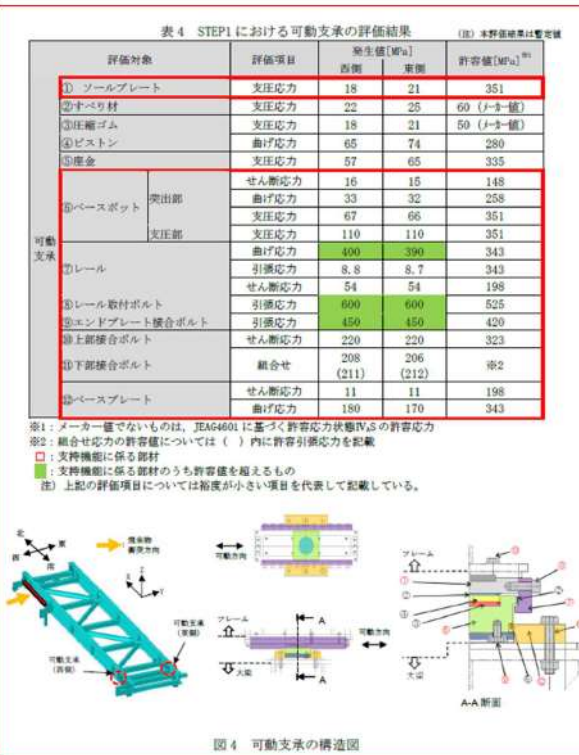 表4 STEP1における可動支承の評価結果
(注) 本評価結果は暫定値
評価対象 評価項目 発生値[MPa] 許容値[MPa]※1
西側 東側
可動支承
① ソールプレート 支圧応力 18 21 351
②すべり材 支圧応力 22 25 60 (メーカー値)
③圧縮ゴム 支圧応力 18 21 50 (メーカー値)
④ピストン 曲げ応力 65 74 280
⑤座金 支圧応力 57 65 335
⑥ベースポット 突出部 せん断応力 16 15 148
曲げ応力 33 32 258
支圧応力 67 66 351
支圧部 支圧応力 110 110 351
⑦レール 曲げ応力 400 390 343
引張応力 8.8 8.7 343
せん断応力 54 54 198
⑧レール取付ボルト 引張応力 600 600 525
⑨エンドプレート接合ボルト 引張応力 450 450 420
⑩上部接合ボルト せん断応力 220 220 323
⑪下部接合ボルト 組合せ 208 (211) 206 (212) ※2
⑫ベースプレート せん断応力 11 11 198
曲げ応力 180 170 343
※1：メーカー値でないものは、JEAG4601に基づく許容応力状態ⅣASの許容応力
※2：組合せ応力の許容値については（ ）内に許容引張応力を記載
：支持機能に係る部材
：支持機能に係る部材のうち許容値を超えるもの
注）上記の評価項目については裕度が小さい項目を代表して記載している。
北 東 西 南
：飛来物衝突方向
可動支承(西側)
可動支承(東側)
可動方向
フレーム
大梁
A
A
可動方向
フレーム
大梁
A-A 断面
図4 可動支承の構造図